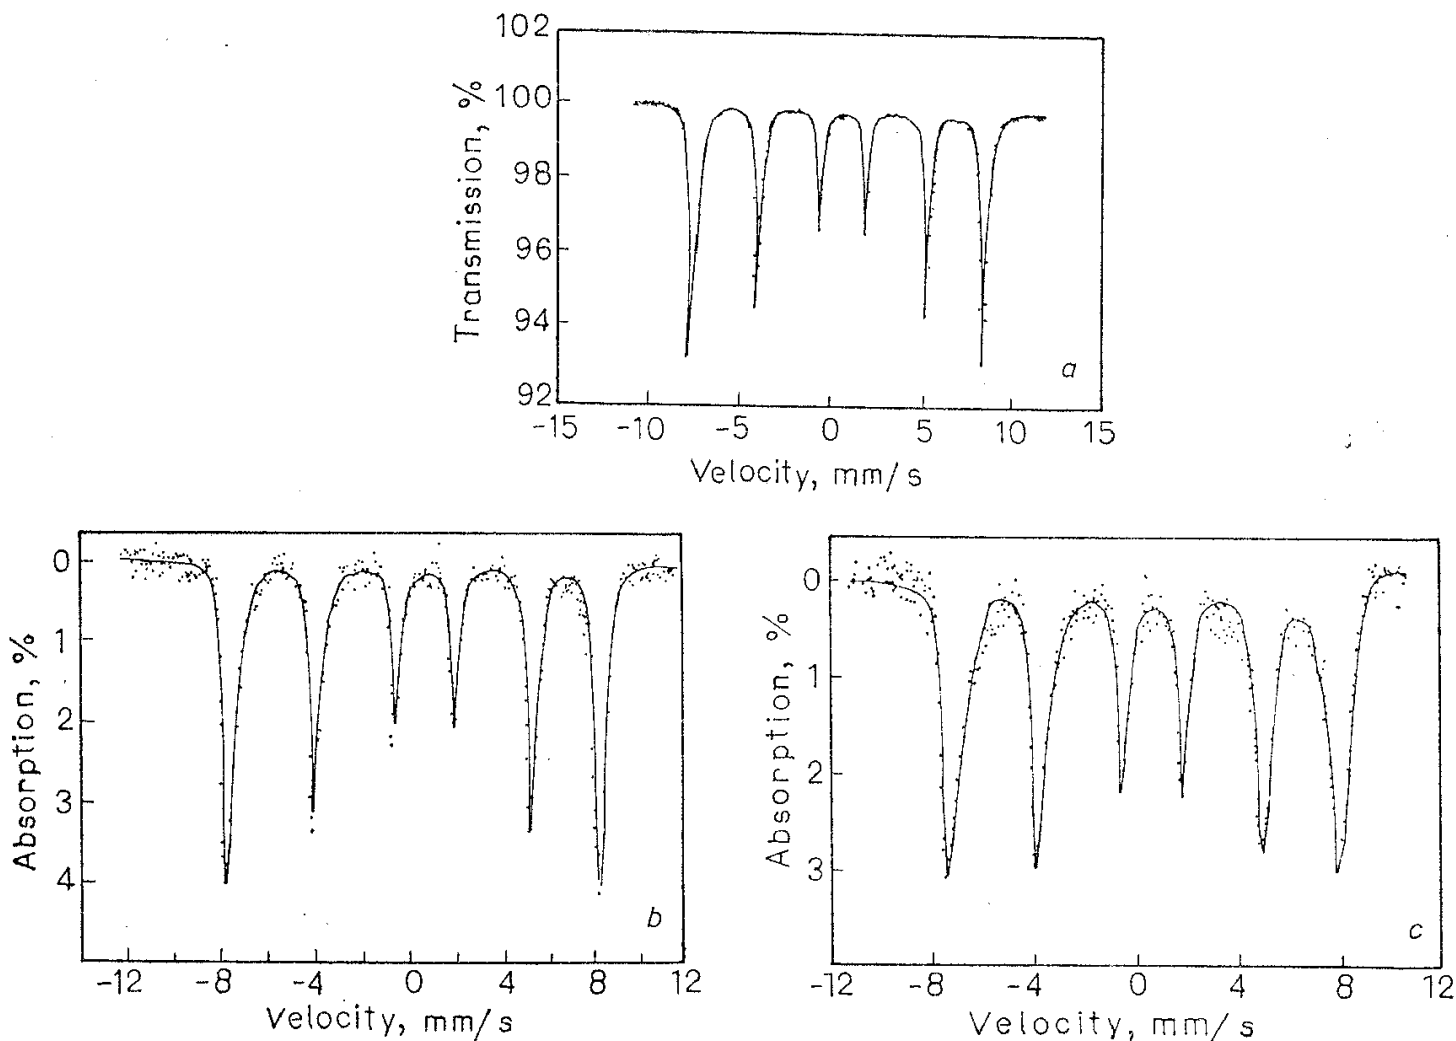 102
100
98
96
94
92
Transmission, %
a
-15 -10 -5 0 5 10 15
Velocity, mm/s
0
1
2
3
4
Absorption, %
b
-12 -8 -4 0 4 8 12
Velocity, mm/s
0
1
2
3
Absorption, %
c
-12 -8 -4 0 4 8 12
Velocity, mm/s